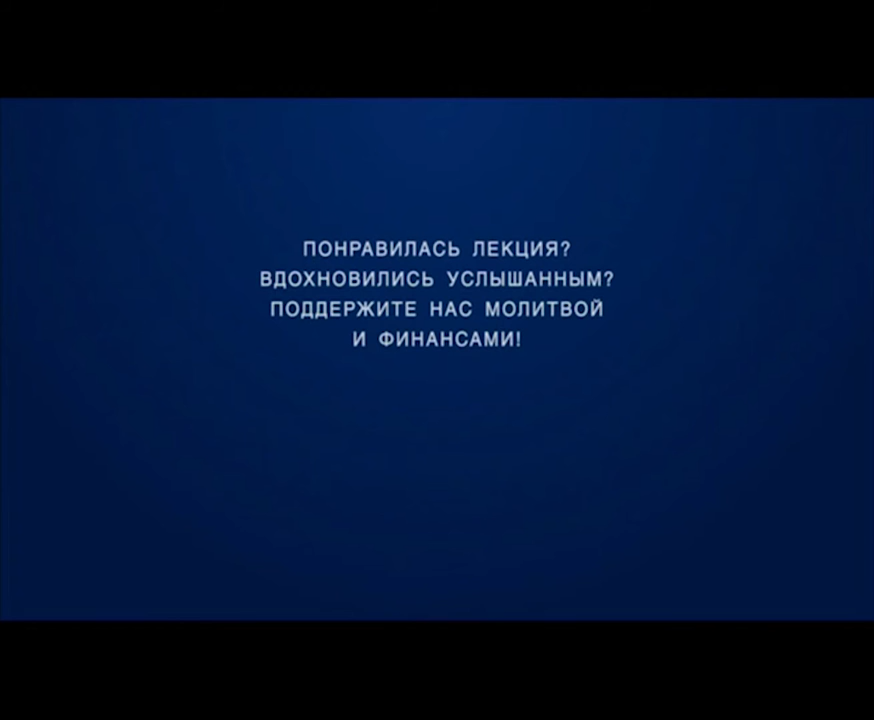 ПОНРАВИЛАСЬ ЛЕКЦИЯ?
ВДОХНОВИЛИСЬ УСЛЫШАННЫМ?
ПОДДЕРЖИТЕ НАС МОЛИТВОЙ
И ФИНАНСАМИ!